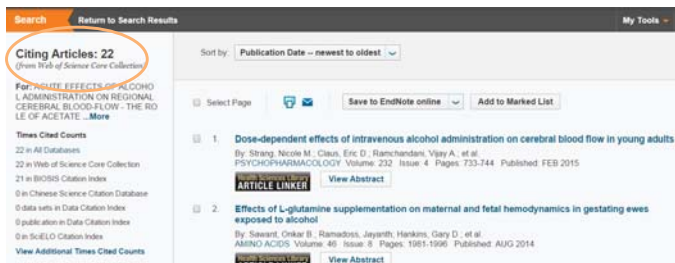 Search Return to Search Results My Tools
Citing Articles: 22
(from Web of Science Core Collection)
For: ACUTE EFFECTS OF ALCOHO
L ADMINISTRATION ON REGIONAL
CEREBRAL BLOOD-FLOW - THE RO
LE OF ACETATE ...More
Times Cited Counts
22 in All Databases
22 in Web of Science Core Collection
21 in BIOSIS Citation Index
0 in Chinese Science Citation Database
0 data sets in Data Citation Index
0 publication in Data Citation Index
0 in SciELO Citation Index
View Additional Times Cited Counts
Sort by: Publication Date -- newest to oldest
Select Page Save to EndNote online Add to Marked List
1. Dose-dependent effects of intravenous alcohol administration on cerebral blood flow in young adults
By: Strang, Nicole M.; Claus, Eric D.; Ramchandani, Vijay A.; et al.
PSYCHOPHARMACOLOGY Volume: 232 Issue: 4 Pages: 733-744 Published: FEB 2015
Health Sciences Library
ARTICLE LINKER View Abstract
2. Effects of L-glutamine supplementation on maternal and fetal hemodynamics in gestating ewes
exposed to alcohol
By: Sawant, Onkar B.; Ramadoss, Jayanth; Hankins, Gary D.; et al.
AMINO ACIDS Volume: 46 Issue: 8 Pages: 1981-1996 Published: AUG 2014
Health Sciences Library View Abstract